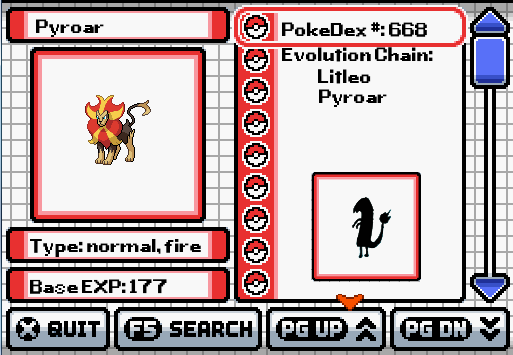 Pyroar
PokeDex #: 668
Evolution Chain:
Litleo
Pyroar
Type: normal, fire
Base EXP: 177
X QUIT
F5 SEARCH
PG UP
PG DN